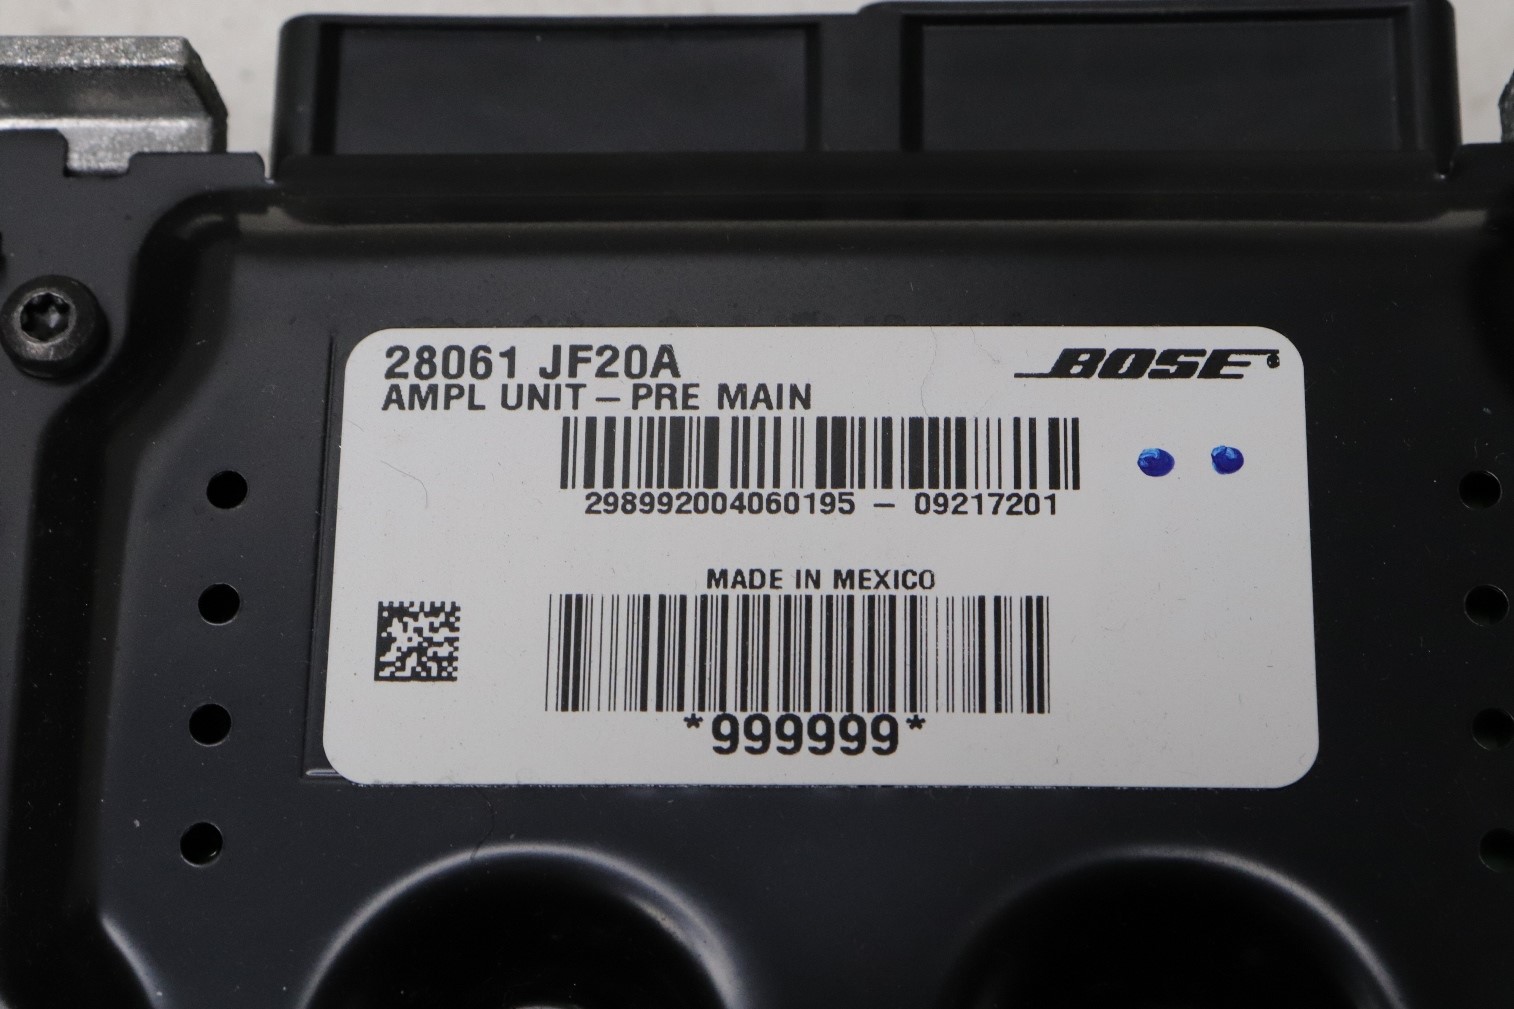 28061 JF20A
BOSE
AMPL UNIT – PRE MAIN
298992004060195 – 09217201
MADE IN MEXICO
*999999*